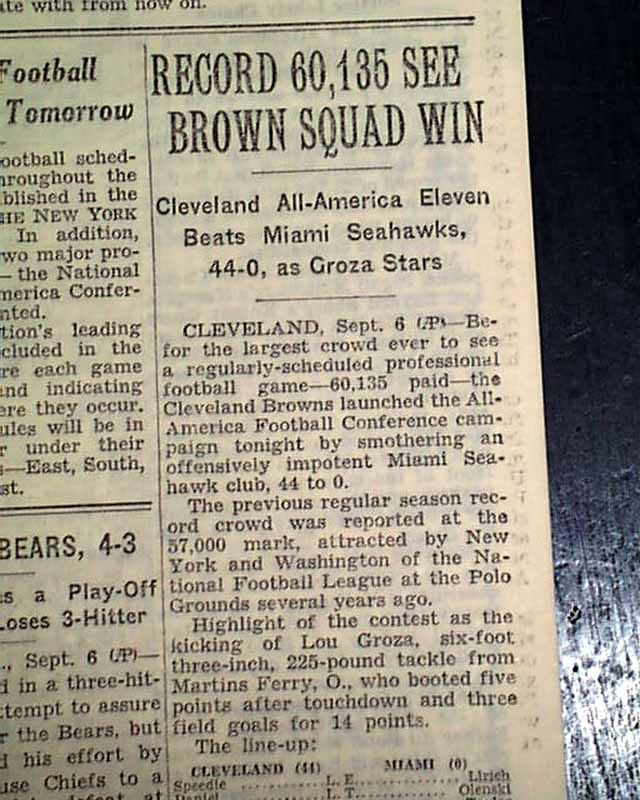 ate with from now on.
Football
Tomorrow
ootball sched-
hroughout the
blished in the
HE NEW YORK
In addition,
wo major pro-
— the National
merica Confer-
nted.
tion's leading
cluded in the
re each game
and indicating
ere they occur.
ules will be in
r under their
s—East, South,
st.
BEARS, 4-3
s a Play-Off
Loses 3-Hitter
., Sept. 6 (AP)—
d in a three-hit-
ttempt to assure
r the Bears, but
d his effort by
use Chiefs to a
defeat at
RECORD 60,135 SEE
BROWN SQUAD WIN
Cleveland All-America Eleven
Beats Miami Seahawks,
44-0, as Groza Stars
CLEVELAND, Sept. 6 (AP)—Be-
for the largest crowd ever to see
a regularly-scheduled professional
football game—60,135 paid—the
Cleveland Browns launched the All-
America Football Conference cam-
paign tonight by smothering an
offensively impotent Miami Sea-
hawk club, 44 to 0.
The previous regular season rec-
ord crowd was reported at the
57,000 mark, attracted by New
York and Washington of the Na-
tional Football League at the Polo
Grounds several years ago.
Highlight of the contest as the
kicking of Lou Groza, six-foot
three-inch, 225-pound tackle from
Martins Ferry, O., who booted five
points after touchdown and three
field goals for 14 points.
The line-up:
CLEVELAND (44) MIAMI (0)
Speedie ........ L. E. ........ Ulrich
Daniel ........ L. T. ........ Olenski